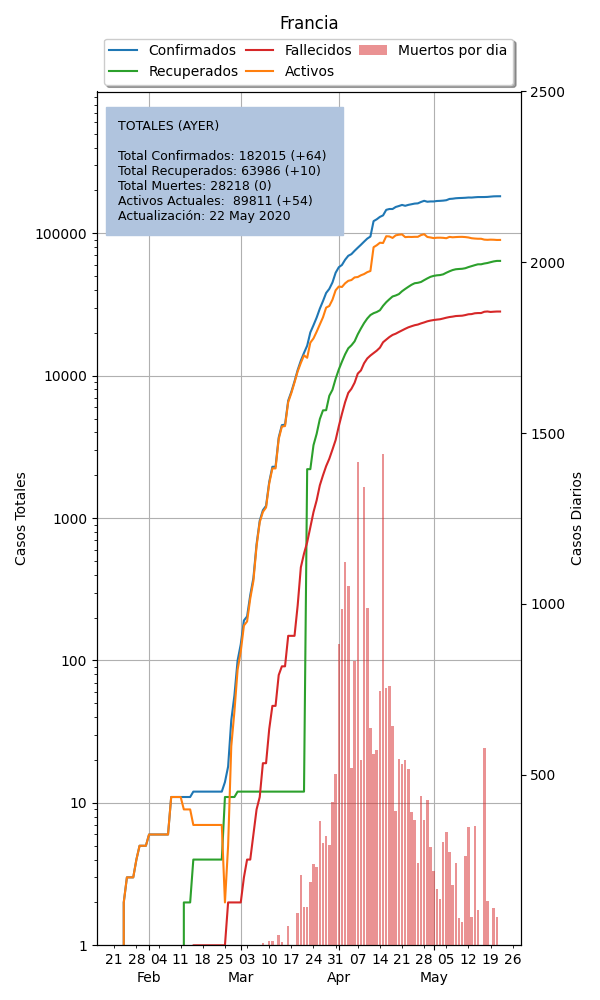 Francia
Confirmados Fallecidos Muertos por dia
Recuperados Activos
TOTALES (AYER)
Total Confirmados: 182015 (+64)
Total Recuperados: 63986 (+10)
Total Muertes: 28218 (0)
Activos Actuales:  89811 (+54)
Actualización: 22 May 2020
100000
10000
1000
100
10
1
Casos Totales
2500
2000
1500
1000
500
Casos Diarios
21 28 04 11 18 25 03 10 17 24 31 07 14 21 28 05 12 19 26
Feb Mar Apr May